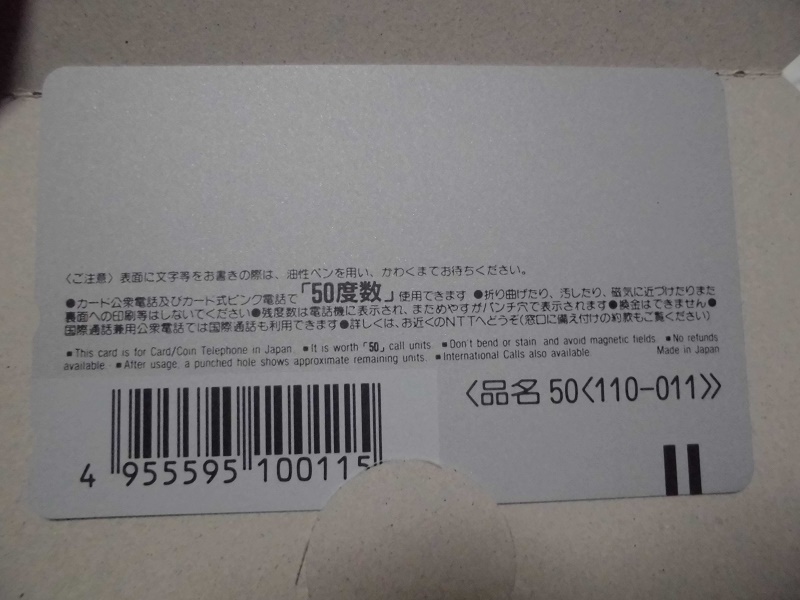 〈ご注意〉表面に文字等をお書きの際は、油性ペンを用い、かわくまでお待ちください。
●カード公衆電話及びカード式ピンク電話で「50度数」使用できます ●折り曲げたり、汚したり、磁気に近づけたりまた
裏面への印刷等はしないでください●残度数は電話機に表示され、まためやすがパンチ穴で表示されます●換金はできません●
国際通話兼用公衆電話では国際通話も利用できます●詳しくは、お近くのNTTへどうぞ(窓口に備え付けの約款もご覧ください)
■This card is for Card/Coin Telephone in Japan. ■It is worth「50」call units. ■Don't bend or stain and avoid magnetic fields. ■No refunds
available. ■After usage, a punched hole shows approximate remaining units. ■International Calls also available. Made in Japan
〈品名 50〈110-011〉〉
4 955595 100115